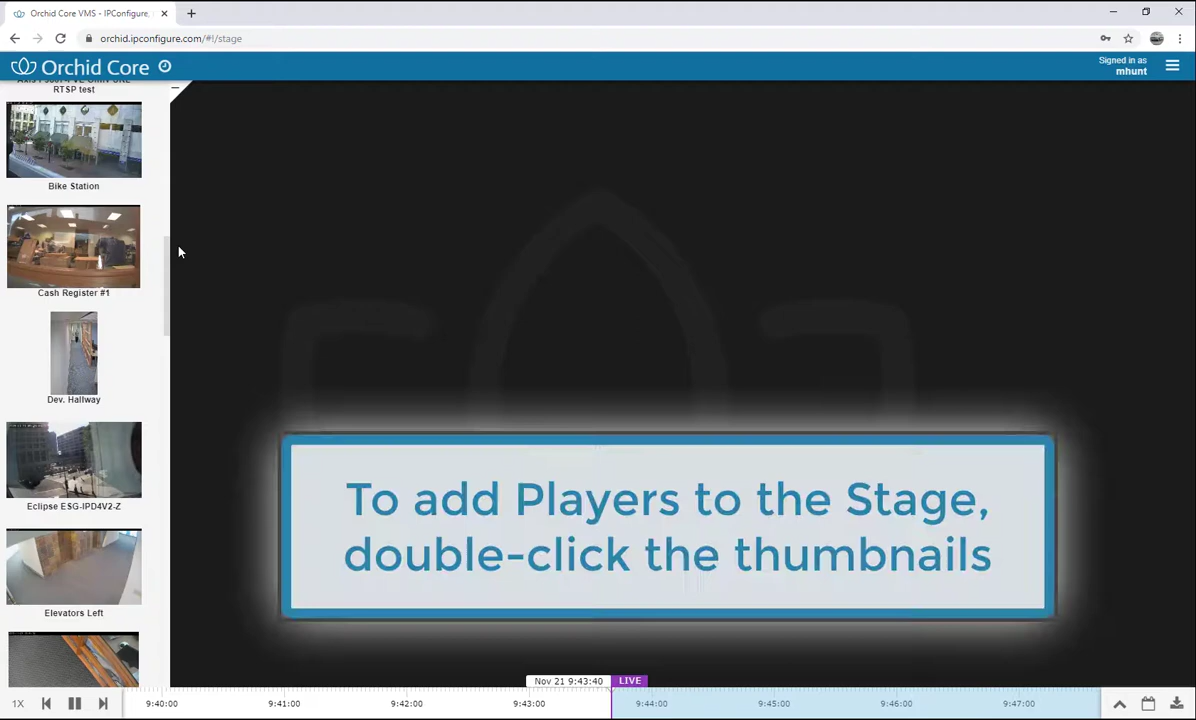 Orchid Core VMS - IPConfigure,
orchid.ipconfigure.com/#!/stage
Orchid Core
Signed in as
mhunt
RTSP test
Bike Station
Cash Register #1
Dev. Hallway
Eclipse ESG-IPD4V2-Z
Elevators Left
To add Players to the Stage,
double-click the thumbnails
Nov 21 9:43:40 LIVE
1X 9:40:00 9:41:00 9:42:00 9:43:00 9:44:00 9:45:00 9:46:00 9:47:00